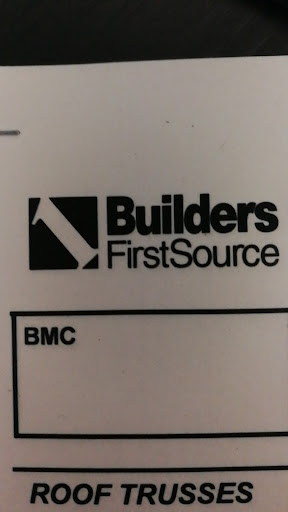 Builders
FirstSource
BMC
ROOF TRUSSES